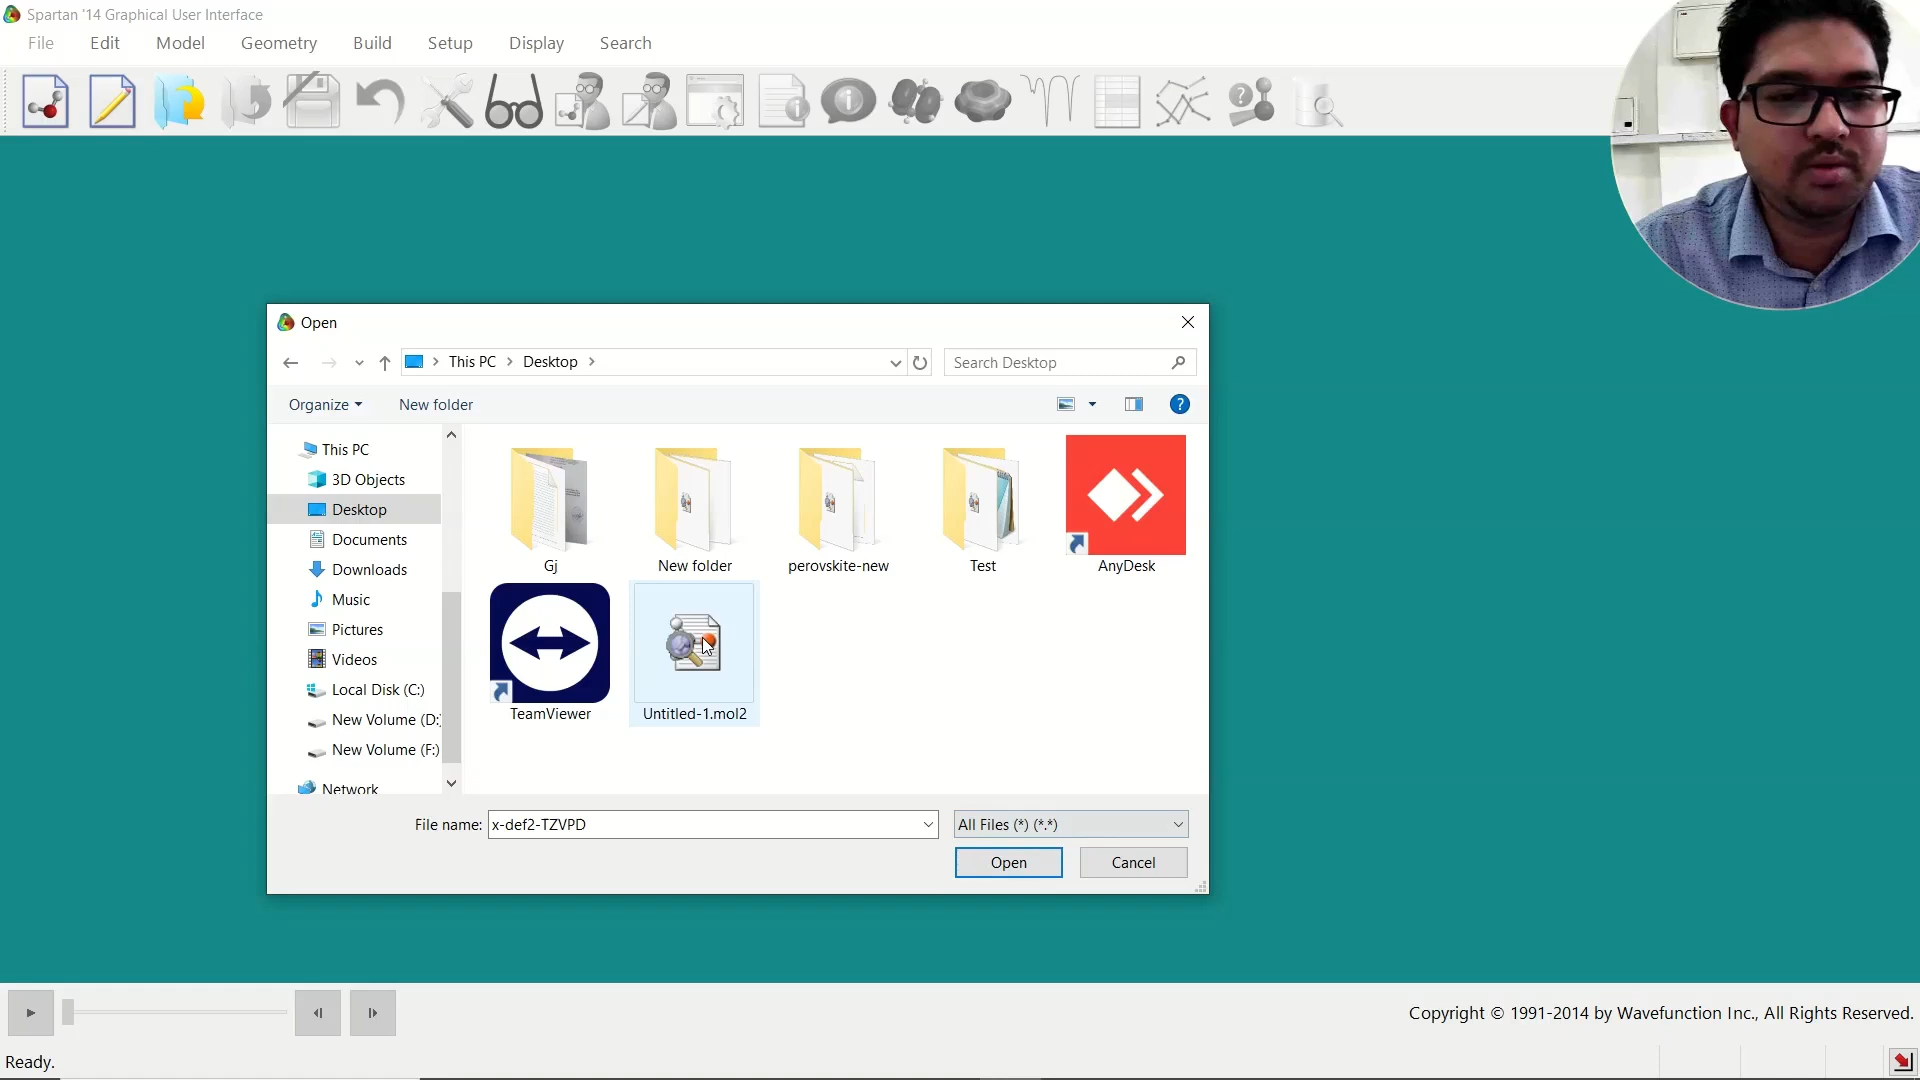 Spartan '14 Graphical User Interface
File Edit Model Geometry Build Setup Display Search
Open
This PC > Desktop >
Search Desktop
Organize New folder
This PC
3D Objects
Desktop
Documents
Downloads
Music
Pictures
Videos
Local Disk (C:)
New Volume (D:)
New Volume (F:)
Network
Gj New folder perovskite-new Test AnyDesk
TeamViewer Untitled-1.mol2
File name: x-def2-TZVPD All Files (*) (*.*)
Open Cancel
Copyright © 1991-2014 by Wavefunction Inc., All Rights Reserved.
Ready.